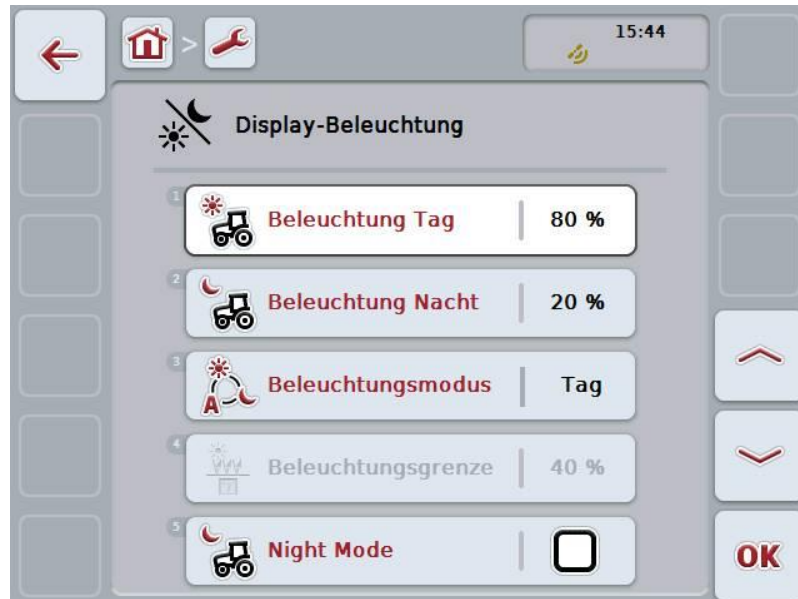 15:44
Display-Beleuchtung
1
Beleuchtung Tag 80 %
2
Beleuchtung Nacht 20 %
3
A
Beleuchtungsmodus Tag
4
Beleuchtungsgrenze 40 %
5
Night Mode
OK